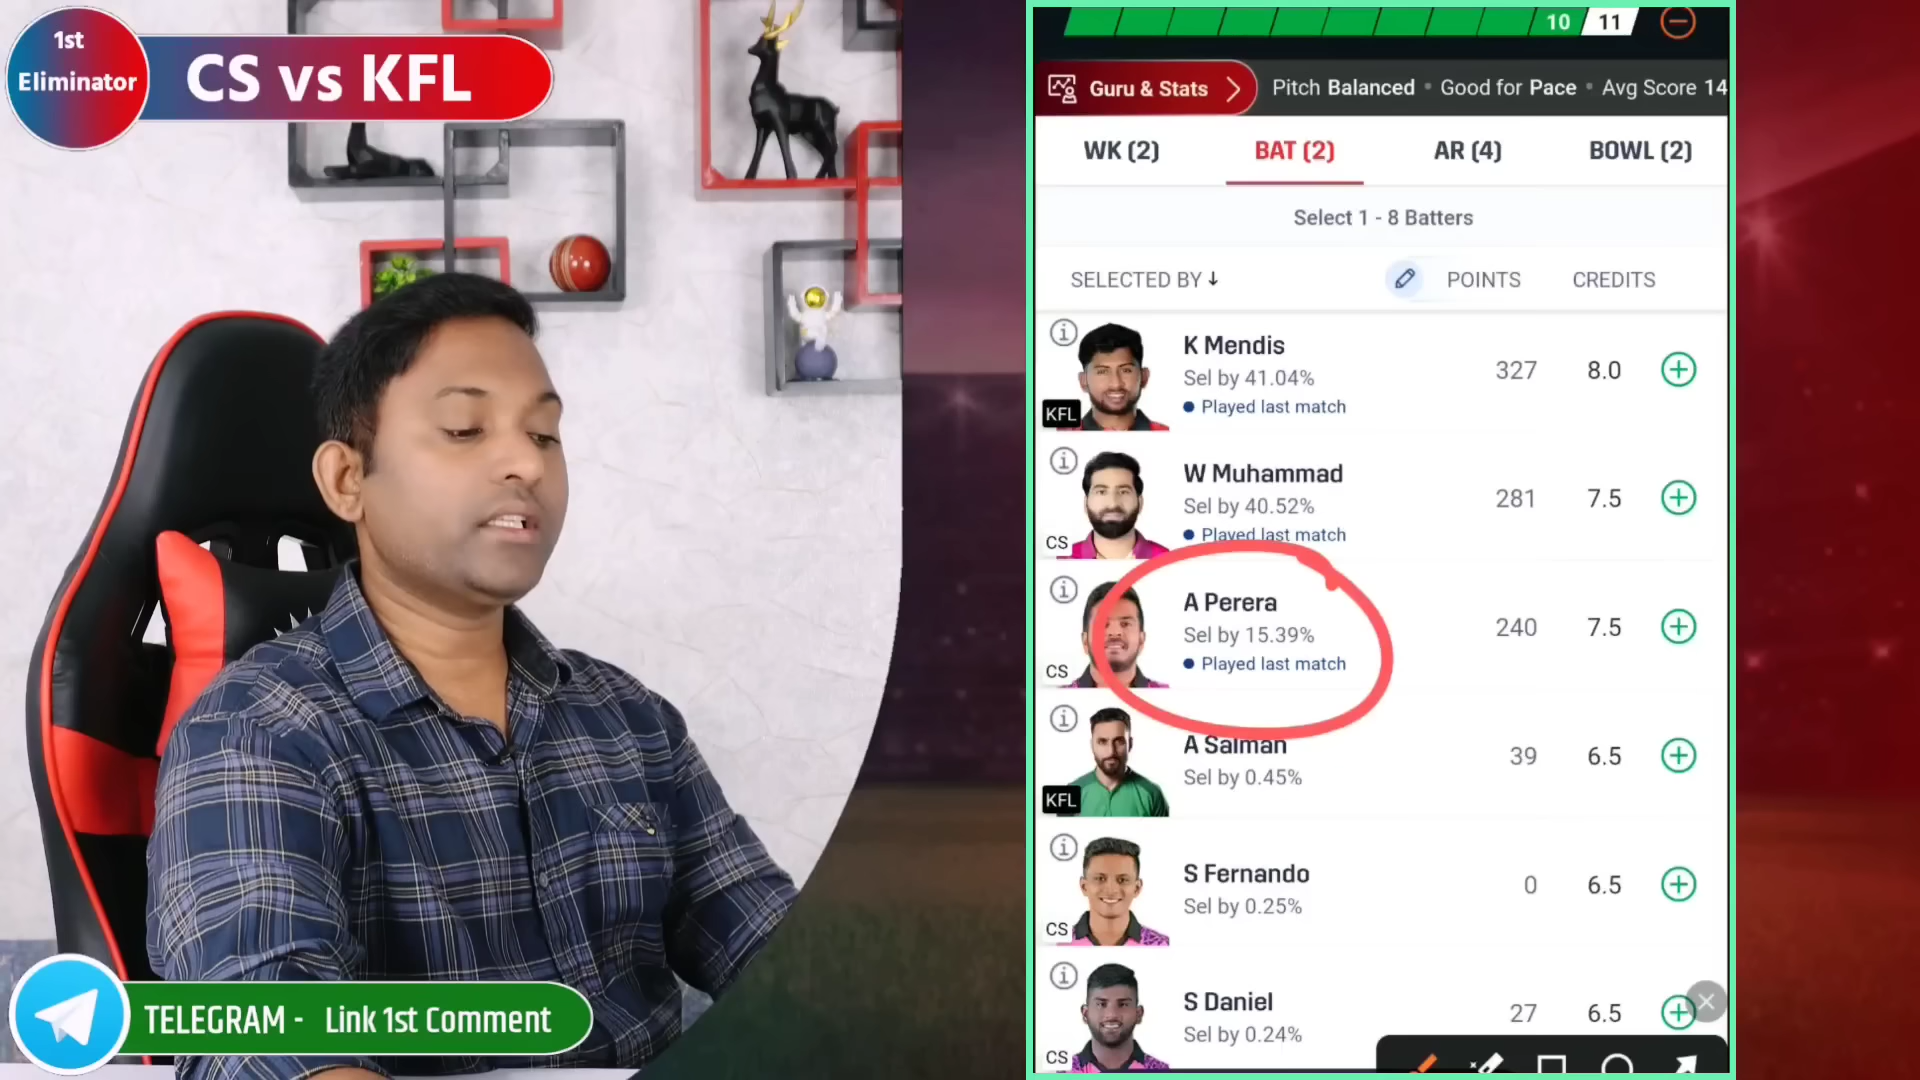 1st
Eliminator
CS vs KFL
10 11
Guru & Stats
Pitch Balanced • Good for Pace • Avg Score 14
WK (2) BAT (2) AR (4) BOWL (2)
Select 1 - 8 Batters
SELECTED BY ↓ POINTS CREDITS
K Mendis
Sel by 41.04%
Played last match
KFL
327 8.0
W Muhammad
Sel by 40.52%
Played last match
CS
281 7.5
A Perera
Sel by 15.39%
Played last match
CS
240 7.5
A Salman
Sel by 0.45%
KFL
39 6.5
S Fernando
Sel by 0.25%
CS
0 6.5
S Daniel
Sel by 0.24%
CS
27 6.5
TELEGRAM - Link 1st Comment